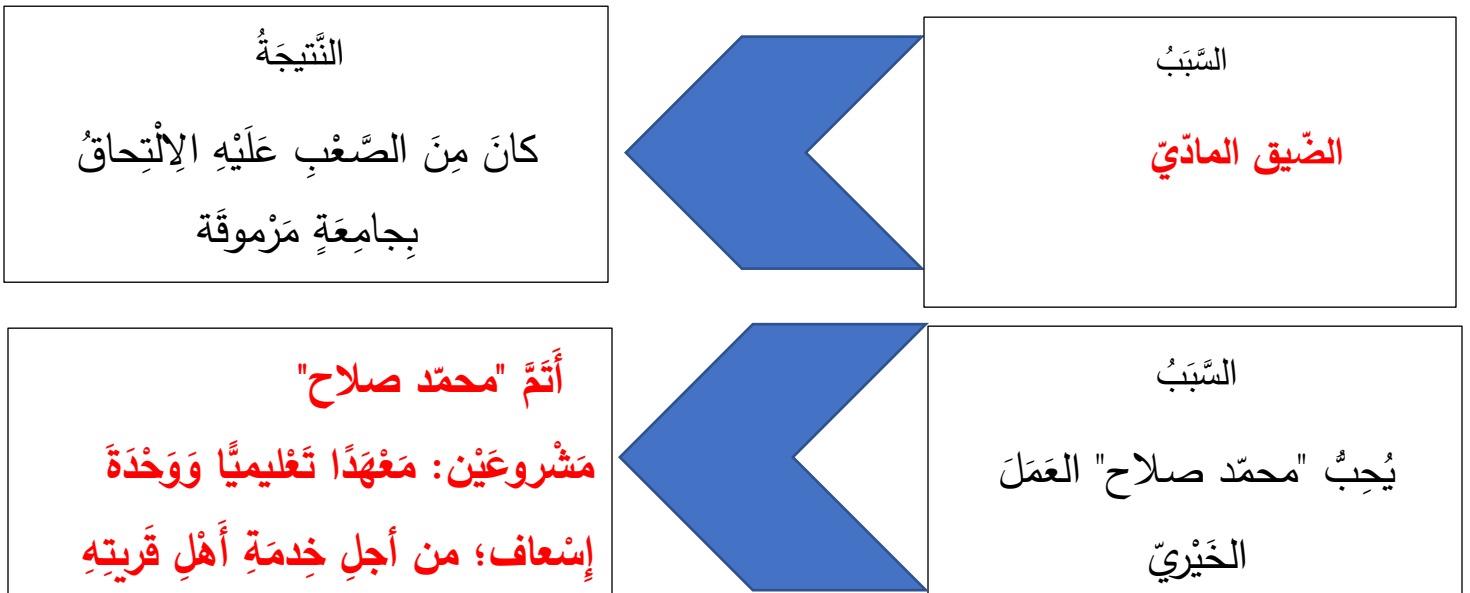 السَّبَبُ
الضّيق المادّيّ
النَّتيجَةُ
كانَ مِنَ الصَّعْبِ عَلَيْهِ الِالْتِحاقُ
بِجامِعَةٍ مَرْموقَة
السَّبَبُ
يُحِبُّ "محمّد صلاح" العَمَلَ
الخَيْريّ
أَتَمَّ "محمّد صلاح"
مَشْروعَيْن: مَعْهَدًا تَعْليميًّا وَوَحْدَةَ
إِسْعاف؛ من أجلِ خِدمَةِ أَهْلِ قَريتِهِ